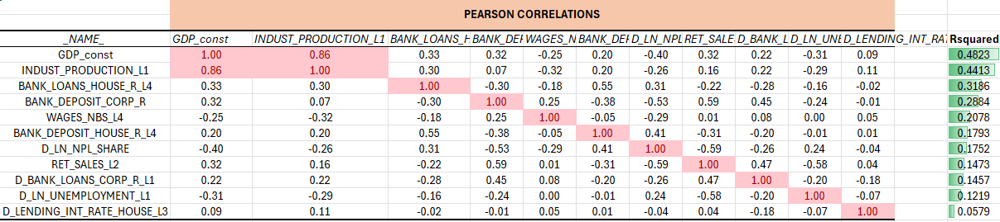 PEARSON CORRELATIONS
_NAME_ GDP_const INDUST_PRODUCTION_L1 BANK_LOANS_H BANK_DEI WAGES_N BANK_DEI D_LN_NPL RET_SALE D_BANK_L D_LN_UNE D_LENDING_INT_RA Rsquared
GDP_const 1.00 0.86 0.33 0.32 -0.25 0.20 -0.40 0.32 0.22 -0.31 0.09 0.4823
INDUST_PRODUCTION_L1 0.86 1.00 0.30 0.07 -0.32 0.20 -0.26 0.16 0.22 -0.29 0.11 0.4413
BANK_LOANS_HOUSE_R_L4 0.33 0.30 1.00 -0.30 -0.18 0.55 0.31 -0.22 -0.28 -0.16 -0.02 0.3186
BANK_DEPOSIT_CORP_R 0.32 0.07 -0.30 1.00 0.25 -0.38 -0.53 0.59 0.45 -0.24 -0.01 0.2884
WAGES_NBS_L4 -0.25 -0.32 -0.18 0.25 1.00 -0.05 -0.29 0.01 0.08 0.00 0.05 0.2078
BANK_DEPOSIT_HOUSE_R_L4 0.20 0.20 0.55 -0.38 -0.05 1.00 0.41 -0.31 -0.20 -0.01 0.01 0.1793
D_LN_NPL_SHARE -0.40 -0.26 0.31 -0.53 -0.29 0.41 1.00 -0.59 -0.26 0.24 -0.04 0.1752
RET_SALES_L2 0.32 0.16 -0.22 0.59 0.01 -0.31 -0.59 1.00 0.47 -0.58 0.04 0.1473
D_BANK_LOANS_CORP_R_L1 0.22 0.22 -0.28 0.45 0.08 -0.20 -0.26 0.47 1.00 -0.20 -0.18 0.1457
D_LN_UNEMPLOYMENT_L1 -0.31 -0.29 -0.16 -0.24 0.00 -0.01 0.24 -0.58 -0.20 1.00 -0.07 0.1219
D_LENDING_INT_RATE_HOUSE_L3 0.09 0.11 -0.02 -0.01 0.05 0.01 -0.04 0.04 -0.18 -0.07 1.00 0.0579